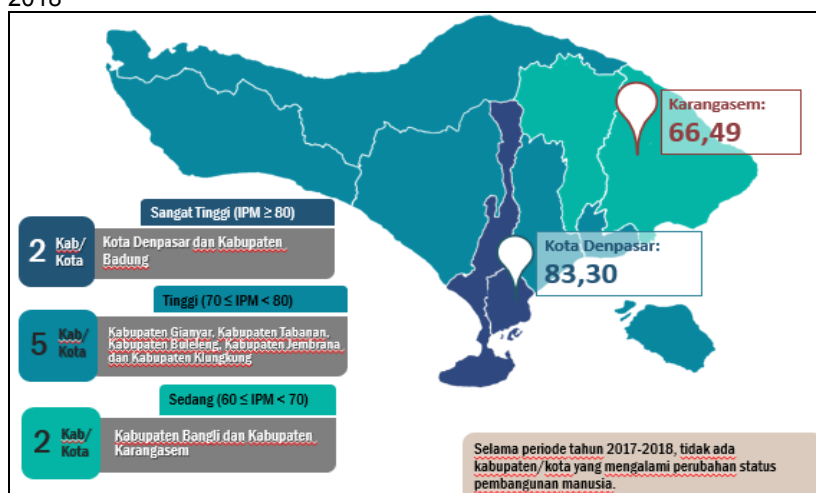 2018
Karangasem:
66,49
Kota Denpasar:
83,30
Sangat Tinggi (IPM ≥ 80)
2 Kab/
Kota
Kota Denpasar dan Kabupaten
Badung
Tinggi (70 ≤ IPM < 80)
5 Kab/
Kota
Kabupaten Gianyar, Kabupaten Tabanan,
Kabupaten Buleleng, Kabupaten Jembrana
dan Kabupaten Klungkung
Sedang (60 ≤ IPM < 70)
2 Kab/
Kota
Kabupaten Bangli dan Kabupaten
Karangasem
Selama periode tahun 2017-2018, tidak ada
kabupaten/kota yang mengalami perubahan status
pembangunan manusia.